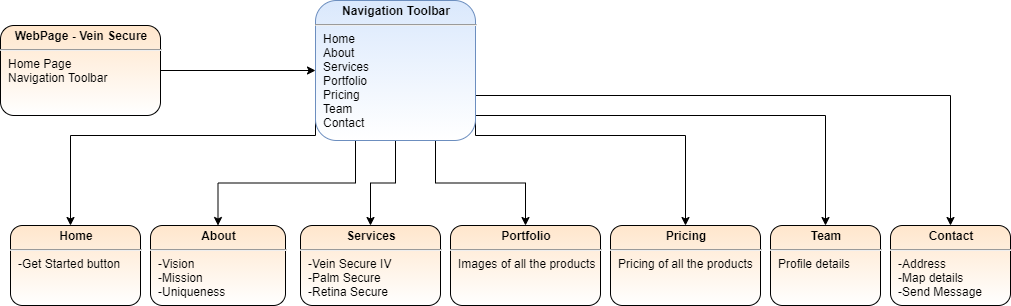 Navigation Toolbar
Home
About
Services
Portfolio
Pricing
Team
Contact
WebPage - Vein Secure
Home Page
Navigation Toolbar
Home
-Get Started button
About
-Vision
-Mission
-Uniqueness
Services
-Vein Secure IV
-Palm Secure
-Retina Secure
Portfolio
Images of all the products
Pricing
Pricing of all the products
Team
Profile details
Contact
-Address
-Map details
-Send Message